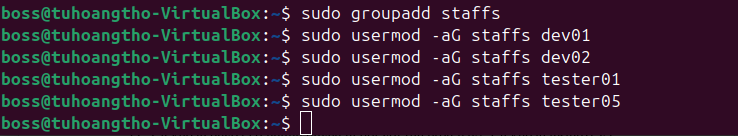 boss@tuhoangtho-VirtualBox:~$ sudo groupadd staffs
boss@tuhoangtho-VirtualBox:~$ sudo usermod -aG staffs dev01
boss@tuhoangtho-VirtualBox:~$ sudo usermod -aG staffs dev02
boss@tuhoangtho-VirtualBox:~$ sudo usermod -aG staffs tester01
boss@tuhoangtho-VirtualBox:~$ sudo usermod -aG staffs tester05
boss@tuhoangtho-VirtualBox:~$